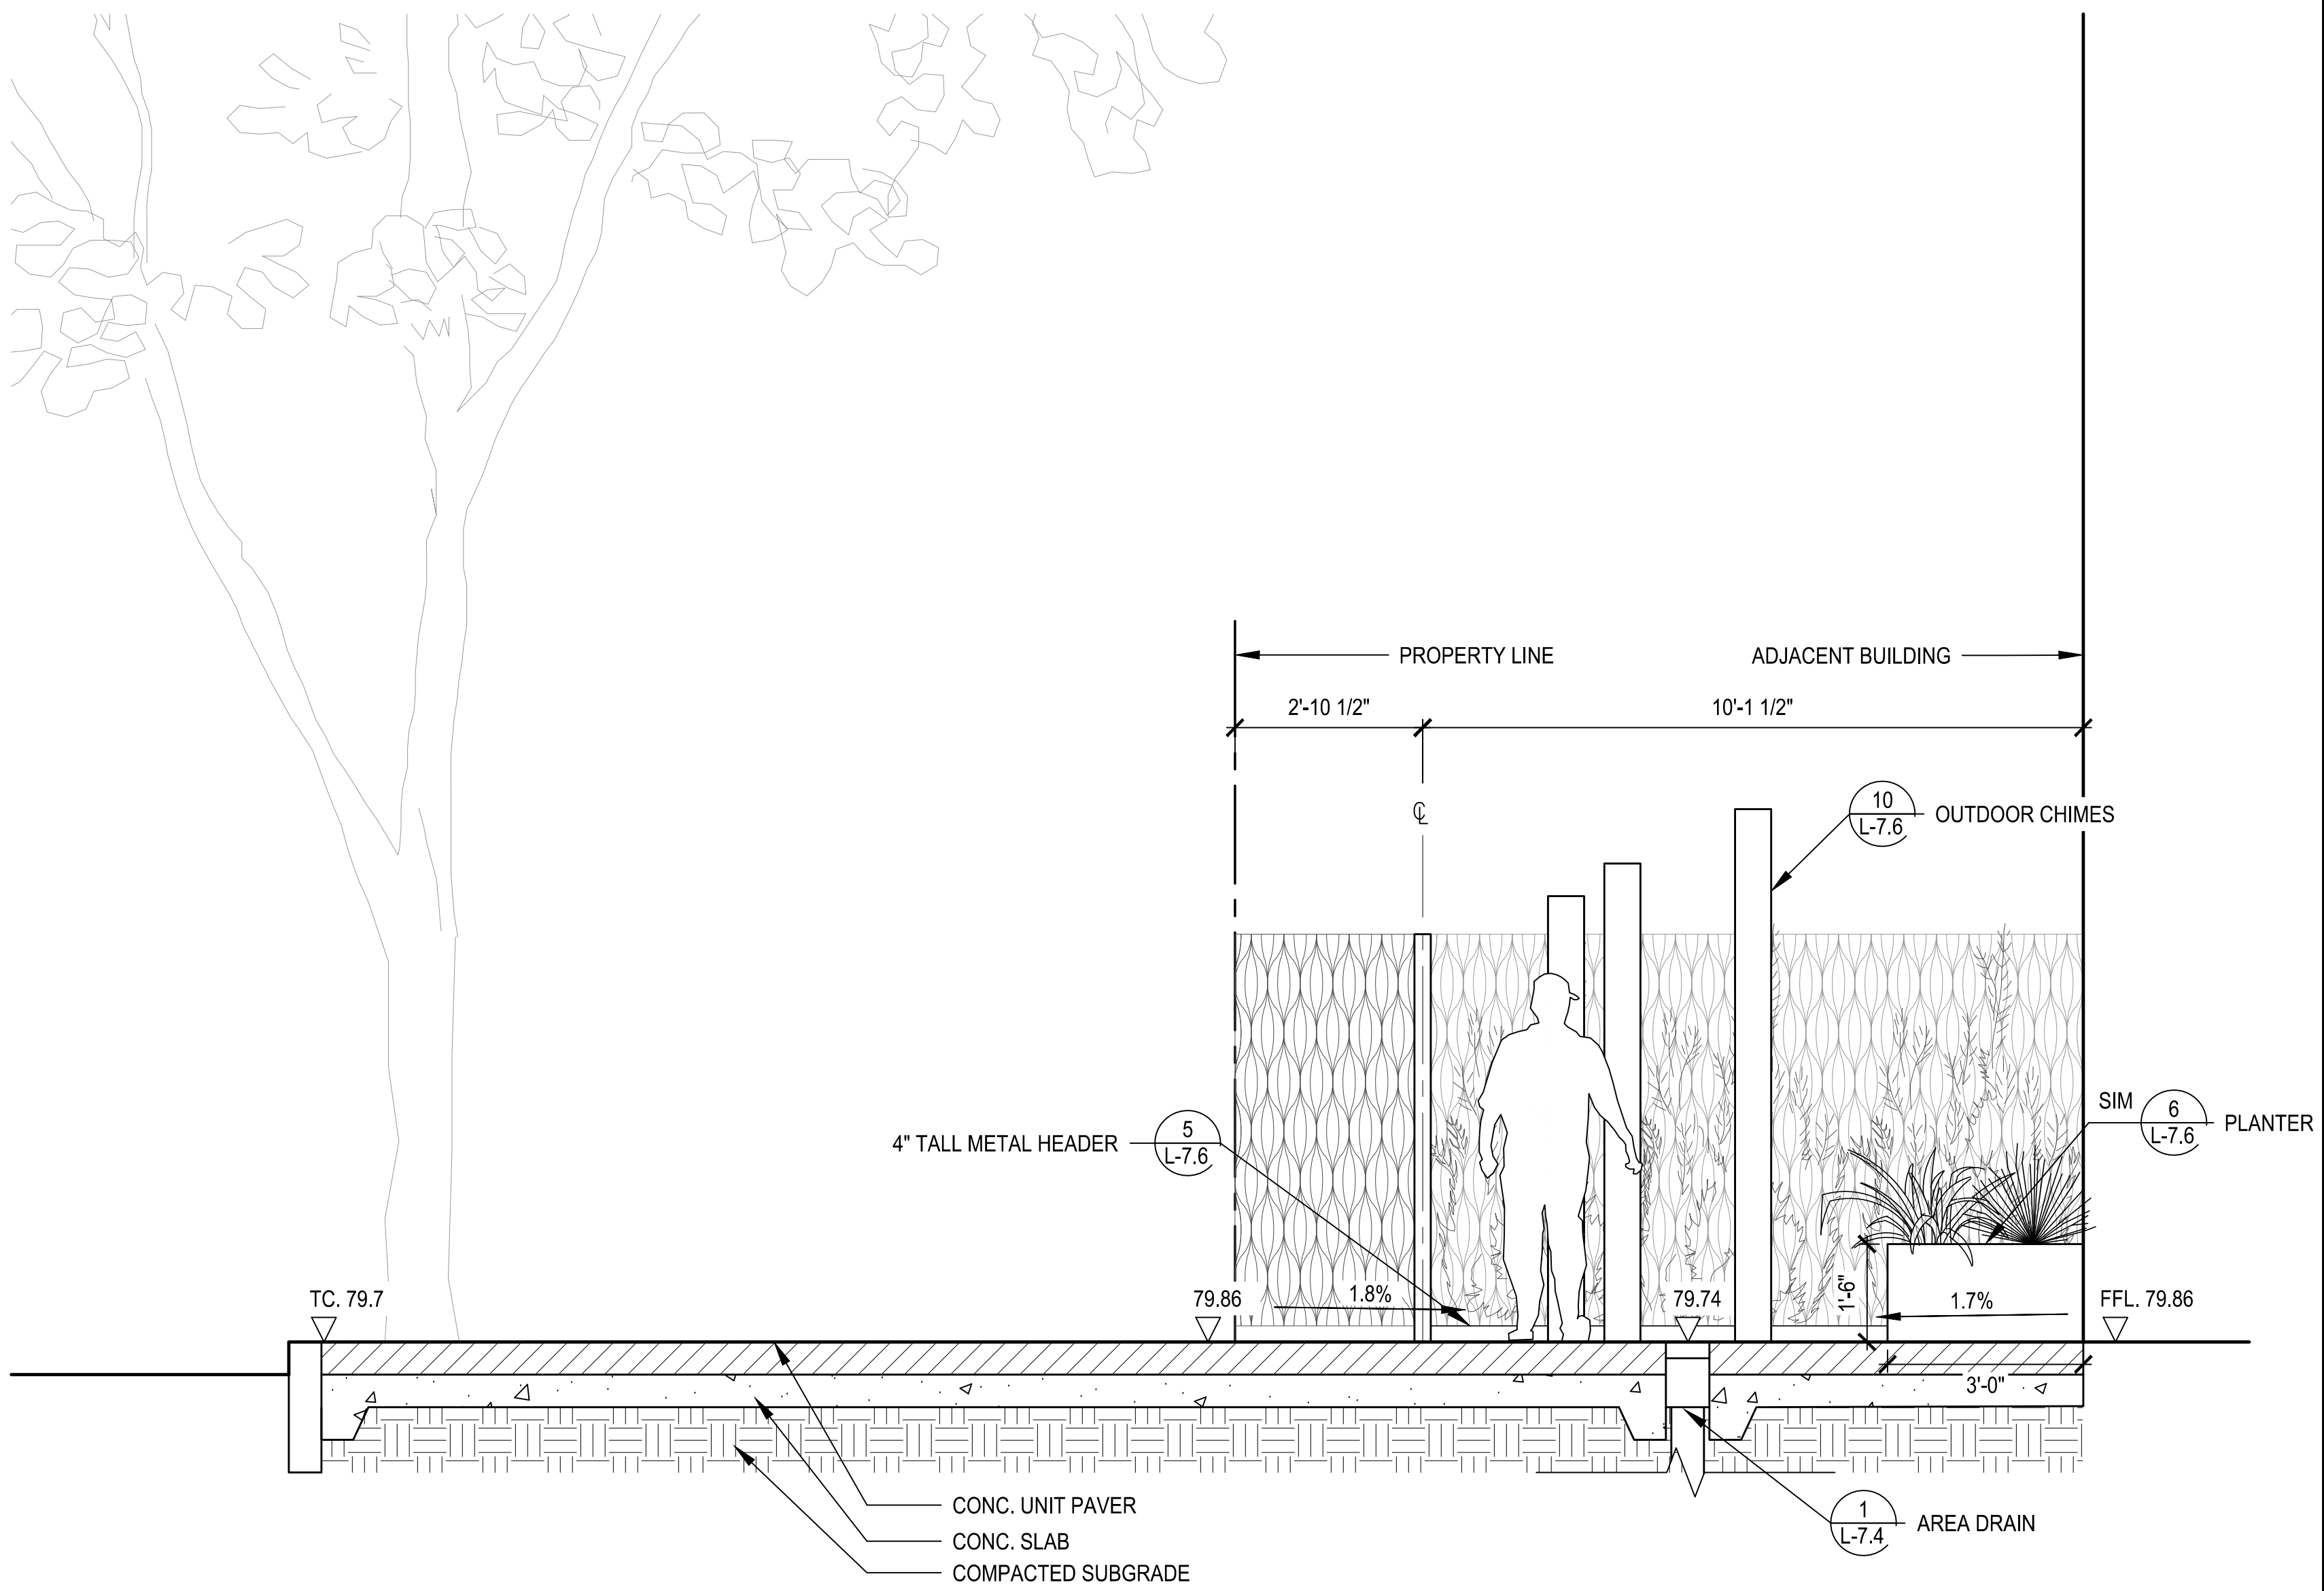 PROPERTY LINE
ADJACENT BUILDING
2'-10 1/2"
10'-1 1/2"
℄
10
L-7.6
OUTDOOR CHIMES
SIM
6
L-7.6
PLANTER
4" TALL METAL HEADER
5
L-7.6
TC. 79.7
79.86
1.8%
79.74
1'-6"
1.7%
FFL. 79.86
3'-0"
CONC. UNIT PAVER
CONC. SLAB
COMPACTED SUBGRADE
1
L-7.4
AREA DRAIN